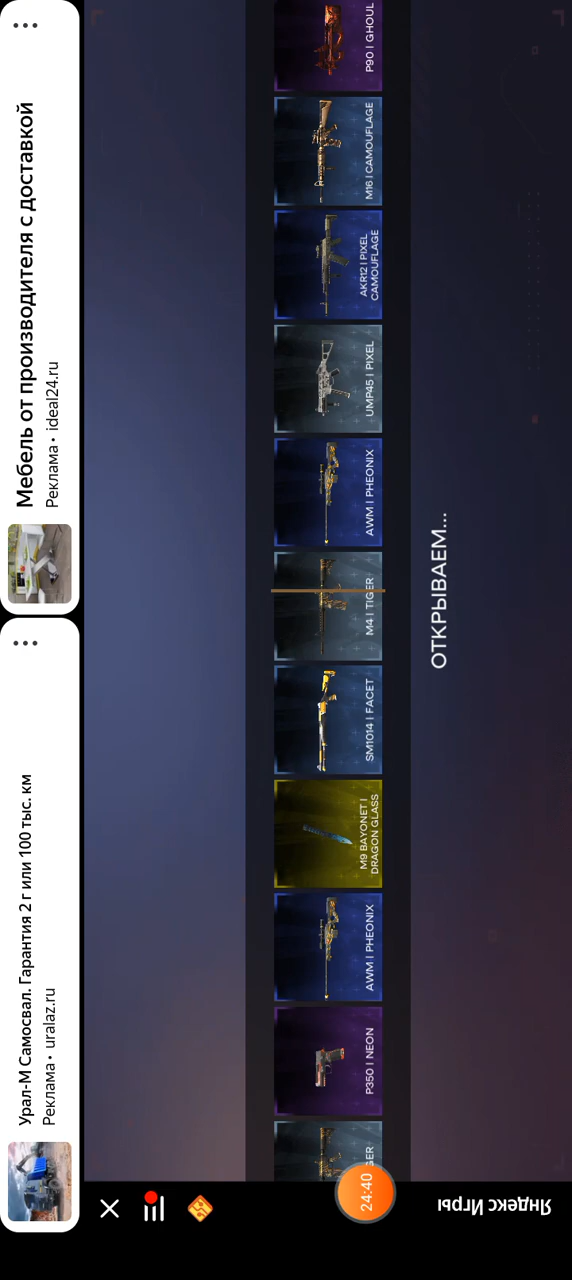 Урал-М Самосвал. Гарантия 2 г или 100 тыс. км
Реклама • uralaz.ru
Мебель от производителя с доставкой
Реклама • ideal24.ru
GER
P350 | NEON
AWM | PHEONIX
M9 BAYONET |
DRAGON GLASS
SM1014 | FACET
M4 | TIGER
AWM | PHEONIX
UMP45 | PIXEL
AKR12 | PIXEL
CAMOUFLAGE
M16 | CAMOUFLAGE
P90 | GHOUL
ОТКРЫВАЕМ...
24:40
Яндекс Игры